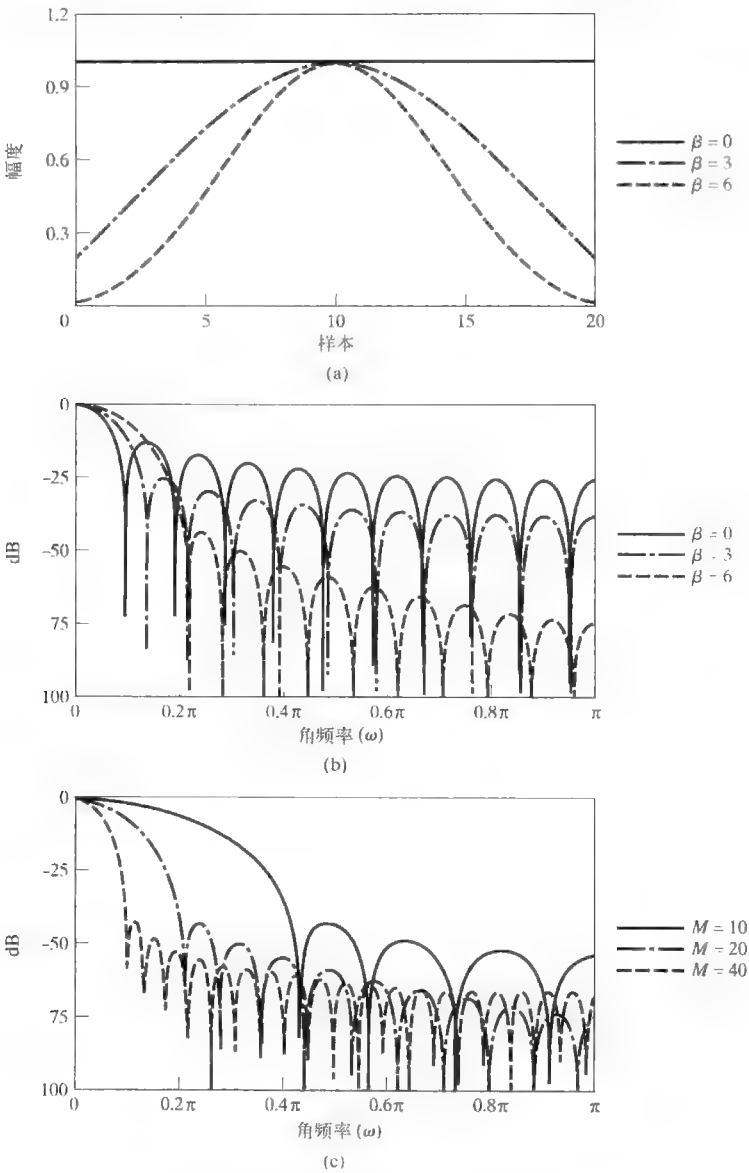 1.2
0.9
0.6
0.3
0
幅度
0 5 10 15 20
样本
(a)
β = 0
β = 3
β = 6
0
-25
-50
-75
100
dB
0 0.2π 0.4π 0.6π 0.8π π
角频率 (ω)
(b)
β = 0
β = 3
β = 6
0
-25
-50
75
100
dB
0 0.2π 0.4π 0.6π 0.8π π
角频率 (ω)
(c)
M = 10
M = 20
M = 40